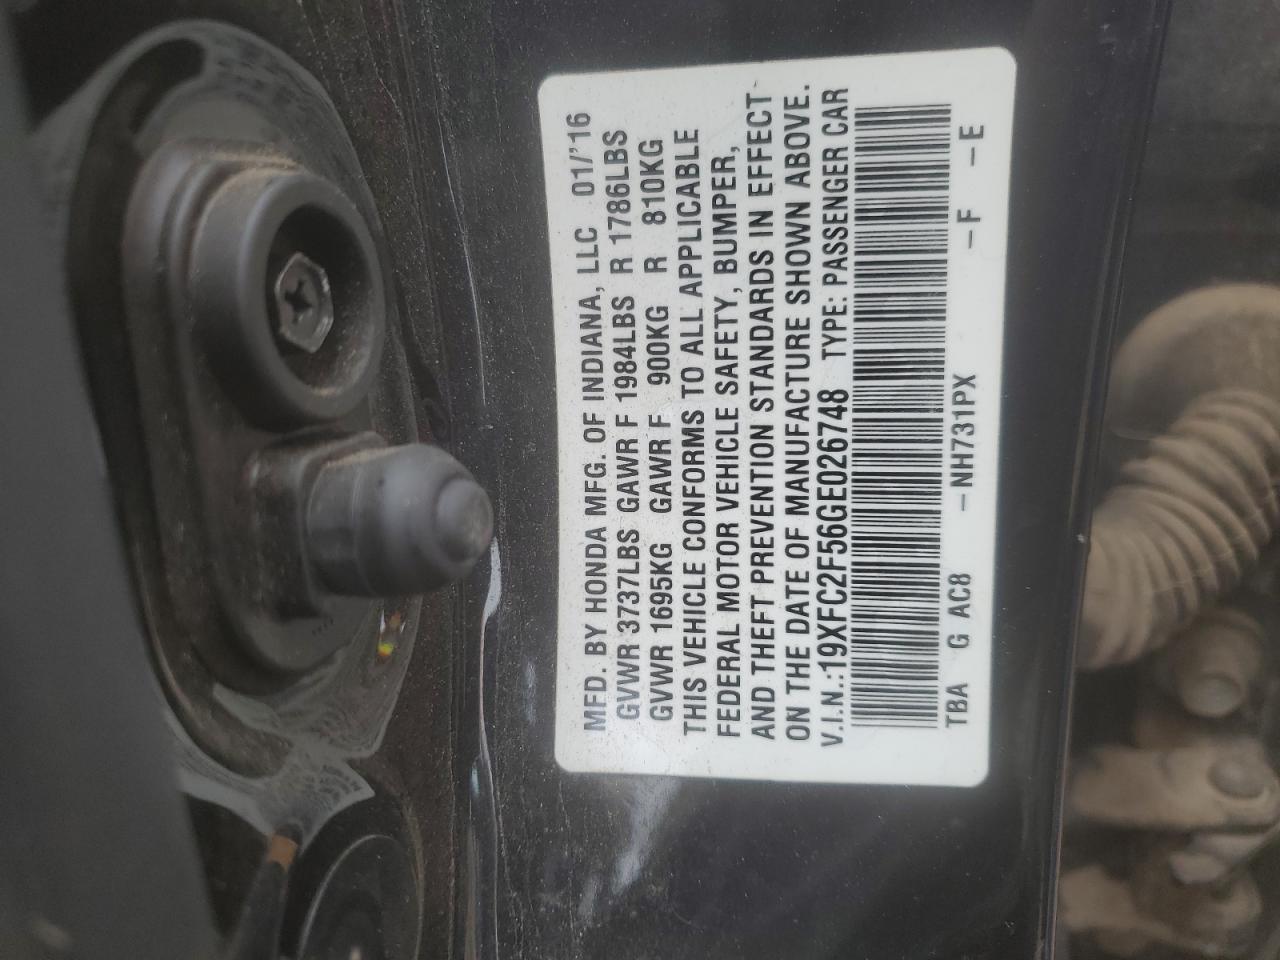 MFD. BY HONDA MFG. OF INDIANA, LLC 01/'16
GVWR 3737LBS GAWR F 1984LBS R 1786LBS
GVWR 1695KG GAWR F 900KG R 810KG
THIS VEHICLE CONFORMS TO ALL APPLICABLE
FEDERAL MOTOR VEHICLE SAFETY, BUMPER,
AND THEFT PREVENTION STANDARDS IN EFFECT
ON THE DATE OF MANUFACTURE SHOWN ABOVE.
V.I.N.:19XFC2F56GE026748 TYPE: PASSENGER CAR
TBA G AC8 -NH731PX -F -E